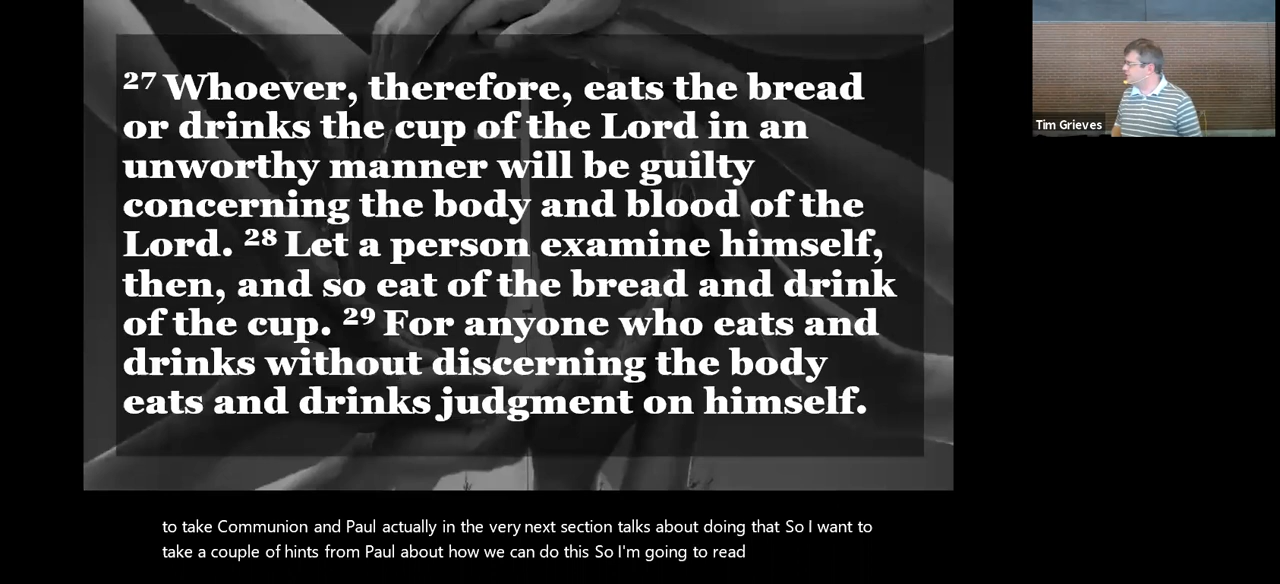 27 Whoever, therefore, eats the bread
or drinks the cup of the Lord in an
unworthy manner will be guilty
concerning the body and blood of the
Lord. 28 Let a person examine himself,
then, and so eat of the bread and drink
of the cup. 29 For anyone who eats and
drinks without discerning the body
eats and drinks judgment on himself.
Tim Grieves
to take Communion and Paul actually in the very next section talks about doing that So I want to
take a couple of hints from Paul about how we can do this So I'm going to read